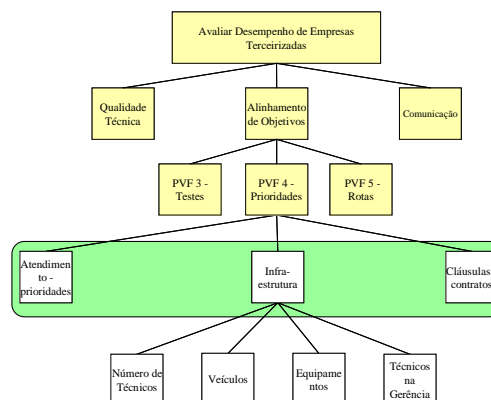 Avaliar Desempenho de Empresas
Terceirizadas
Qualidade
Técnica
Alinhamento
de Objetivos
Comunicação
PVF 3 -
Testes
PVF 4 -
Prioridades
PVF 5 -
Rotas
Atendimen
to -
prioridades
Infra-
estrutura
Cláusulas
contratos
Número de
Técnicos
Veículos
Equipame
ntos
Técnicos
na
Gerência